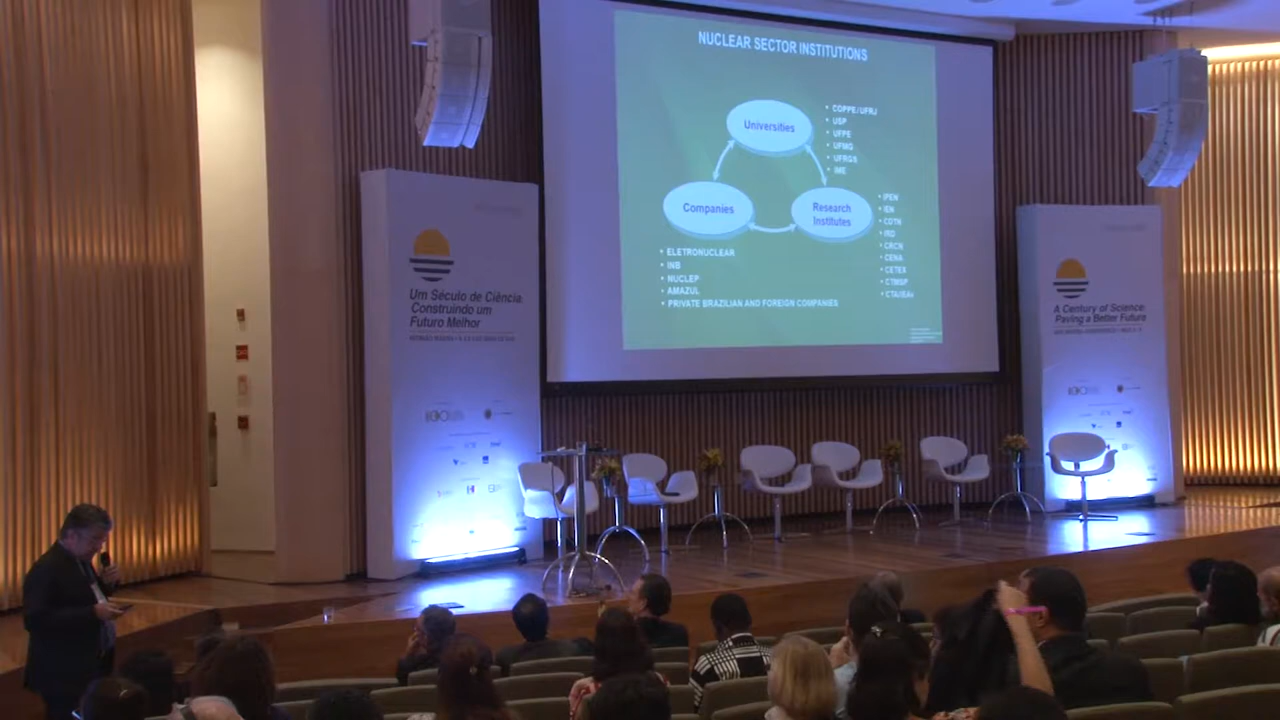 NUCLEAR SECTOR INSTITUTIONS
Universities
• COPPE/UFRJ
• USP
• UFPE
• UFMG
• UFRGS
• IME
Companies
Research
Institutes
• IPEN
• IEN
• CDTN
• IRD
• CRCN
• CENA
• CETEX
• CTMSP
• CTA/IEAv
• ELETRONUCLEAR
• INB
• NUCLEP
• AMAZUL
• PRIVATE BRAZILIAN AND FOREIGN COMPANIES
Um Século de Ciência:
Construindo um
Futuro Melhor
A Century of Science:
Paving a Better Future